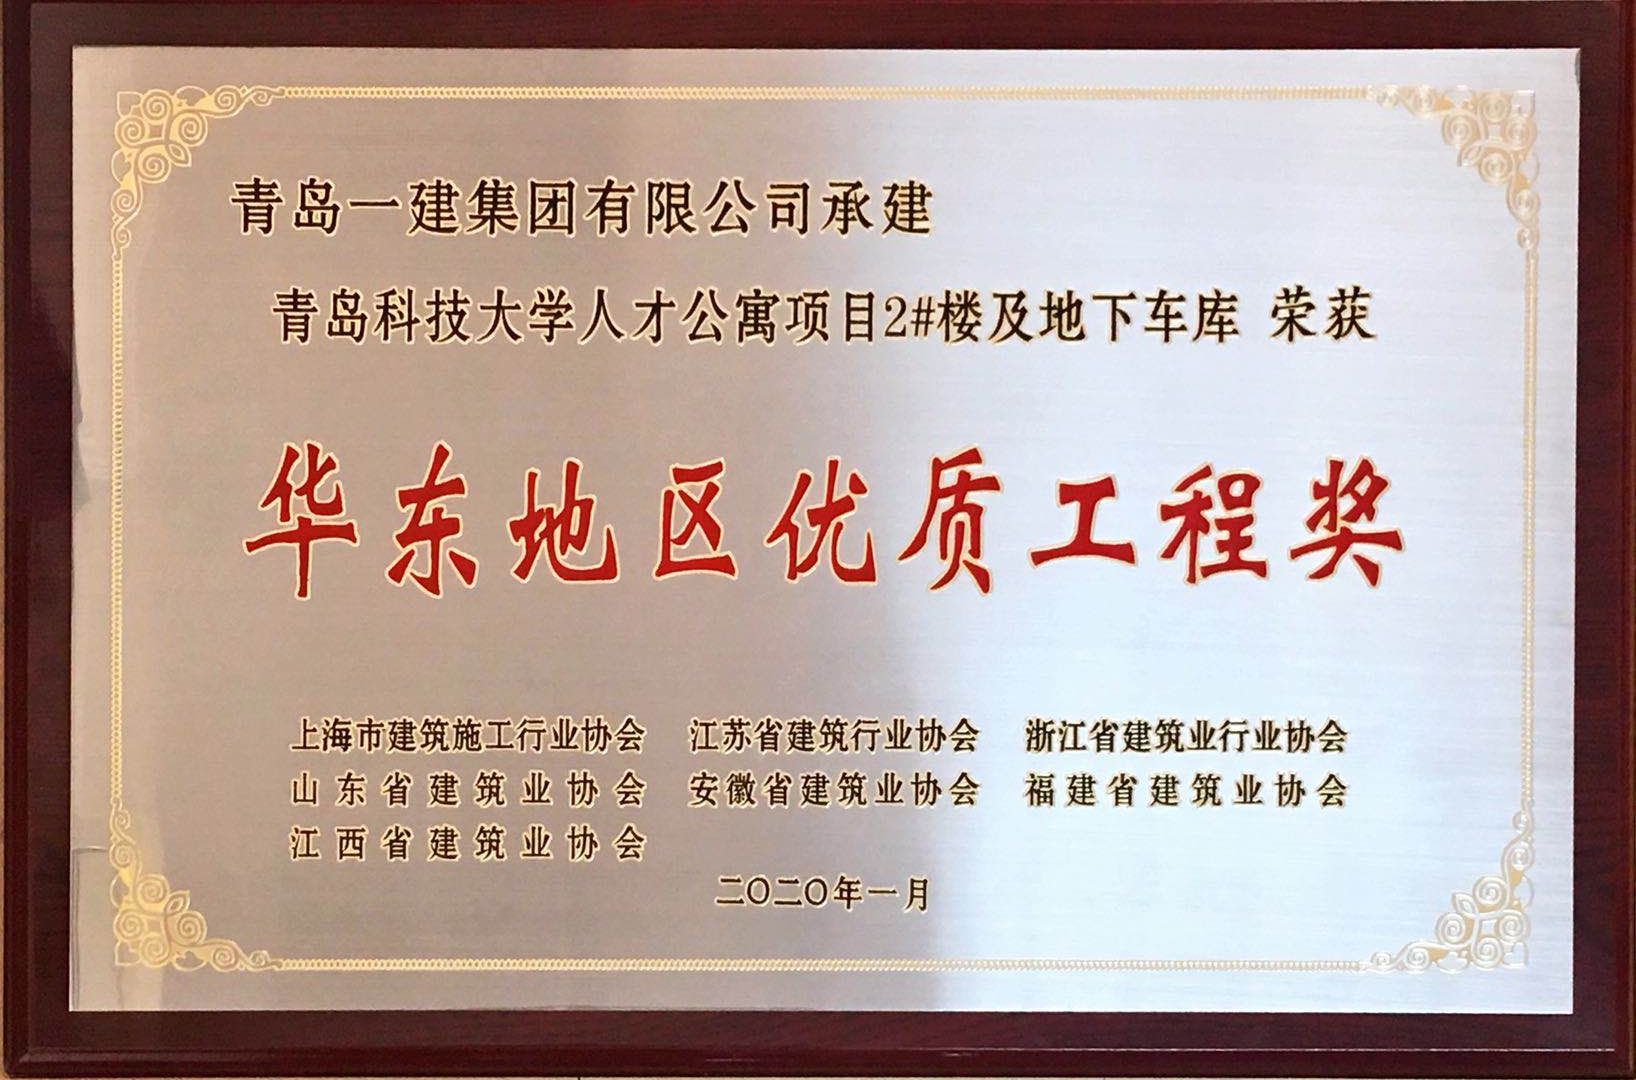 青岛一建集团有限公司承建
青岛科技大学人才公寓项目2#楼及地下车库 荣获
华东地区优质工程奖
上海市建筑施工行业协会 江苏省建筑行业协会 浙江省建筑业行业协会
山东省建筑业协会 安徽省建筑业协会 福建省建筑业协会
江西省建筑业协会
二〇二〇年一月